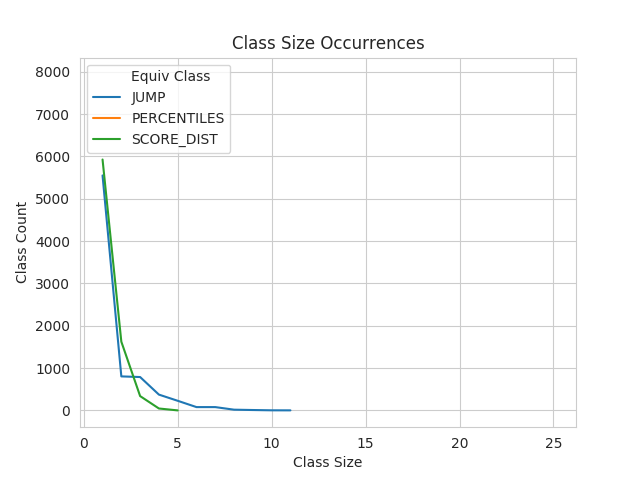 Class Size Occurrences
Equiv Class
JUMP
PERCENTILES
SCORE_DIST
8000
7000
6000
5000
4000
3000
2000
1000
0
Class Count
0 5 10 15 20 25
Class Size